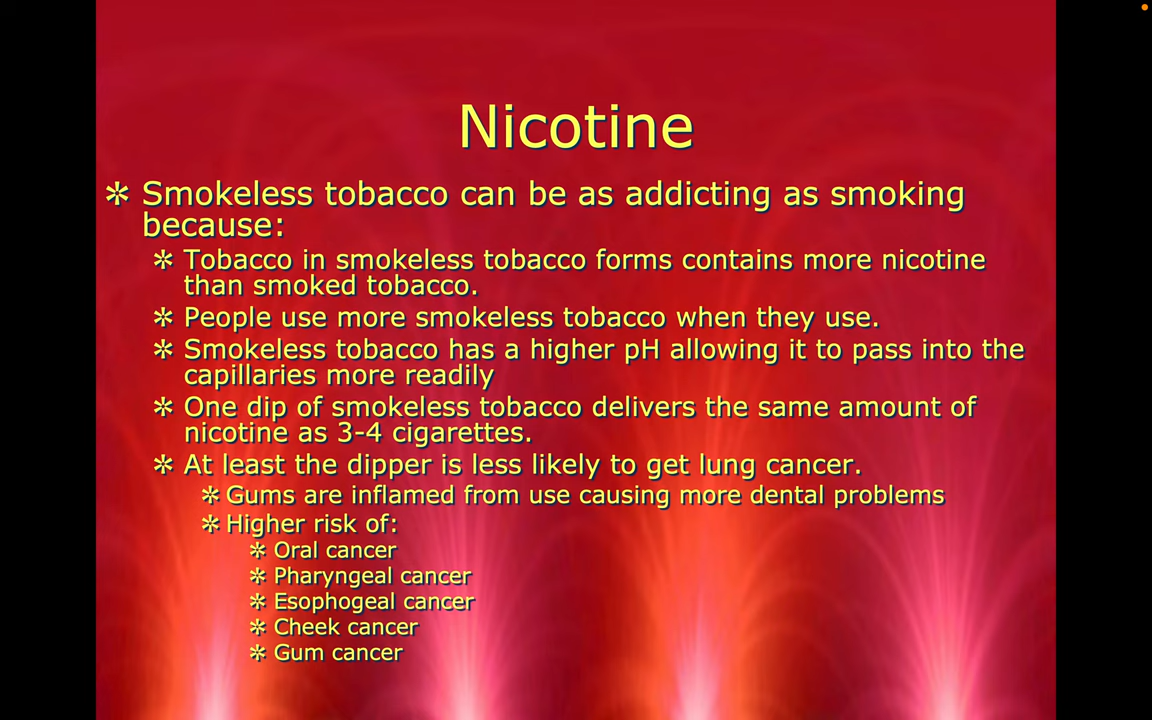 Nicotine
✲ Smokeless tobacco can be as addicting as smoking
because:
✲ Tobacco in smokeless tobacco forms contains more nicotine
than smoked tobacco.
✲ People use more smokeless tobacco when they use.
✲ Smokeless tobacco has a higher pH allowing it to pass into the
capillaries more readily
✲ One dip of smokeless tobacco delivers the same amount of
nicotine as 3-4 cigarettes.
✲ At least the dipper is less likely to get lung cancer.
✲ Gums are inflamed from use causing more dental problems
✲ Higher risk of:
✲ Oral cancer
✲ Pharyngeal cancer
✲ Esophogeal cancer
✲ Cheek cancer
✲ Gum cancer